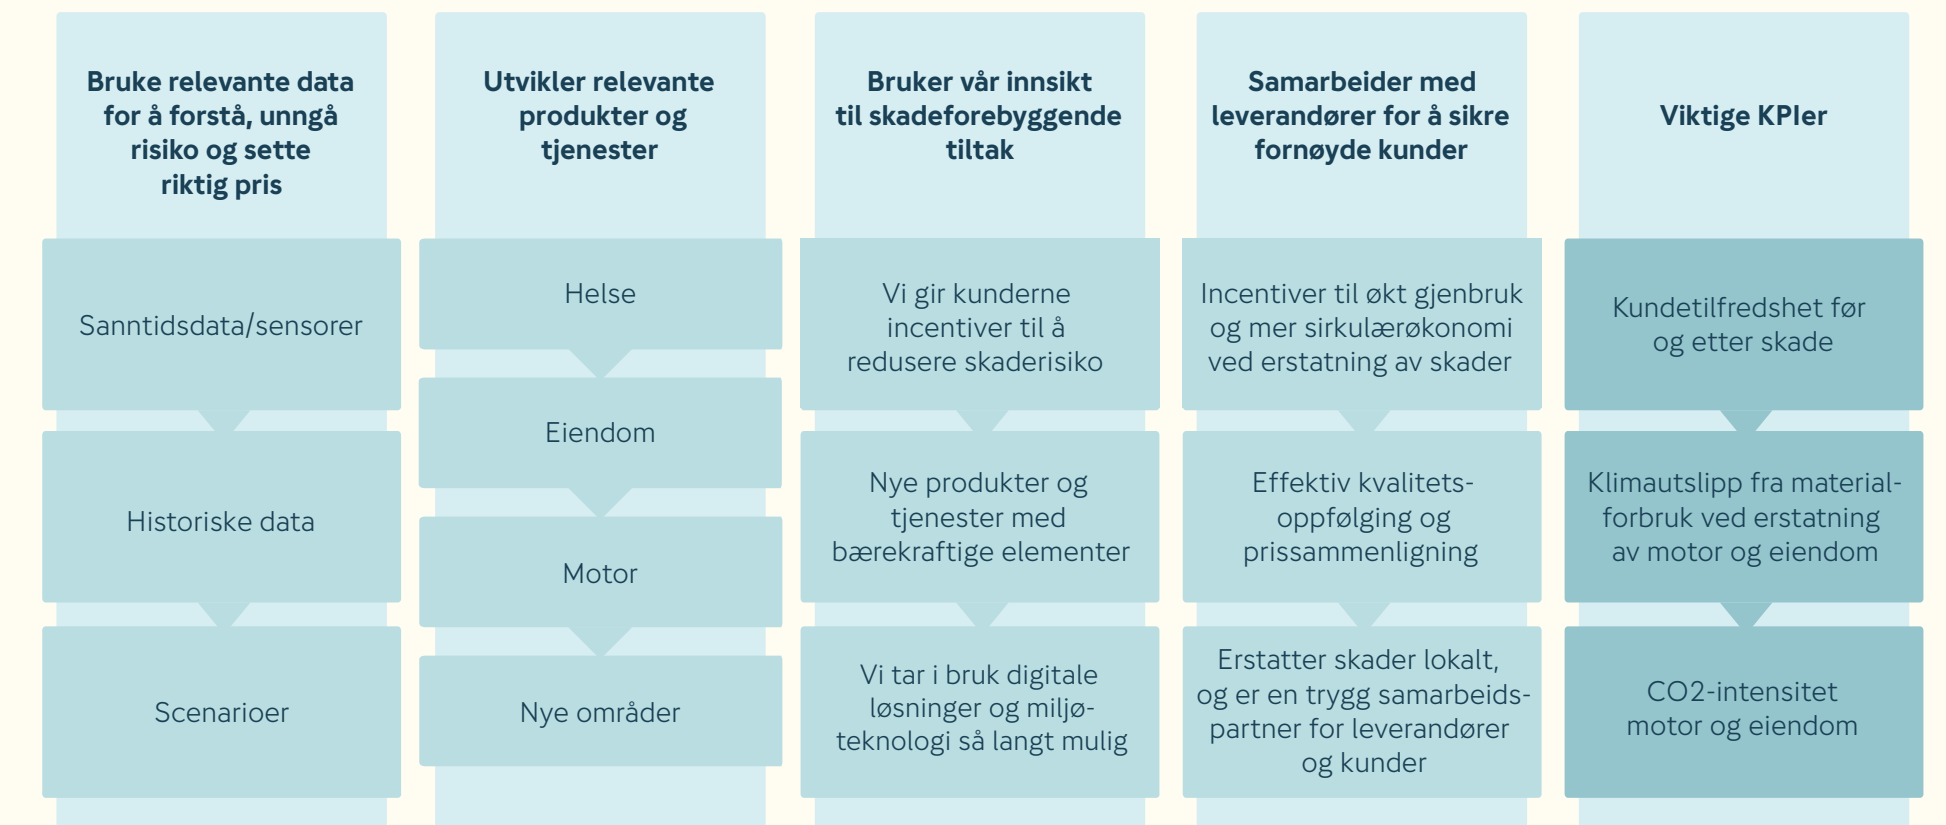 Bruke relevante data
for å forstå, unngå
risiko og sette
riktig pris
Sanntidsdata/sensorer
Historiske data
Scenarioer
Utvikler relevante
produkter og
tjenester
Helse
Eiendom
Motor
Nye områder
Bruker vår innsikt
til skadeforebyggende
tiltak
Vi gir kunderne
incentiver til å
redusere skaderisiko
Nye produkter og
tjenester med
bærekraftige elementer
Vi tar i bruk digitale
løsninger og miljø-
teknologi så langt mulig
Samarbeider med
leverandører for å sikre
fornøyde kunder
Incentiver til økt gjenbruk
og mer sirkulærøkonomi
ved erstatning av skader
Effektiv kvalitets-
oppfølging og
prissammenligning
Erstatter skader lokalt,
og er en trygg samarbeids-
partner for leverandører
og kunder
Viktige KPIer
Kundetilfredshet før
og etter skade
Klimautslipp fra material-
forbruk ved erstatning
av motor og eiendom
CO2-intensitet
motor og eiendom